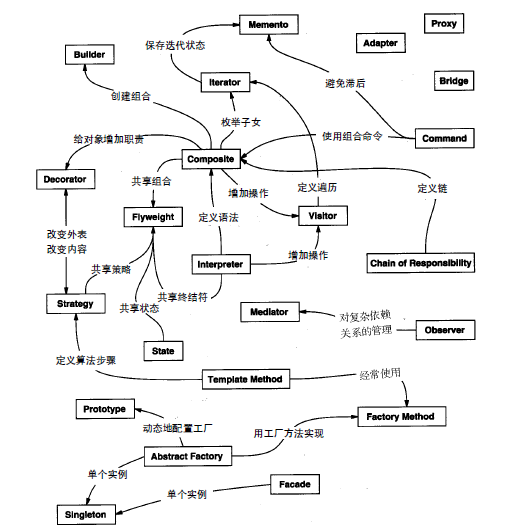 Memento
Proxy
Adapter
保存迭代状态
Builder
Iterator
Bridge
避免滞后
创建组合
枚举子女
给对象增加职责
使用组合命令
Command
Composite
Decorator
共享组合
增加操作
定义遍历
定义链
Flyweight
定义语法
Visitor
改变外表
改变内容
增加操作
共享策略
Interpreter
Chain of Responsibility
Strategy
共享状态
共享终结符
Mediator
对复杂依赖
关系的管理
Observer
State
定义算法步骤
Template Method
经常使用
Prototype
Factory Method
动态地配置工厂
用工厂方法实现
Abstract Factory
单个实例
Facade
单个实例
Singleton